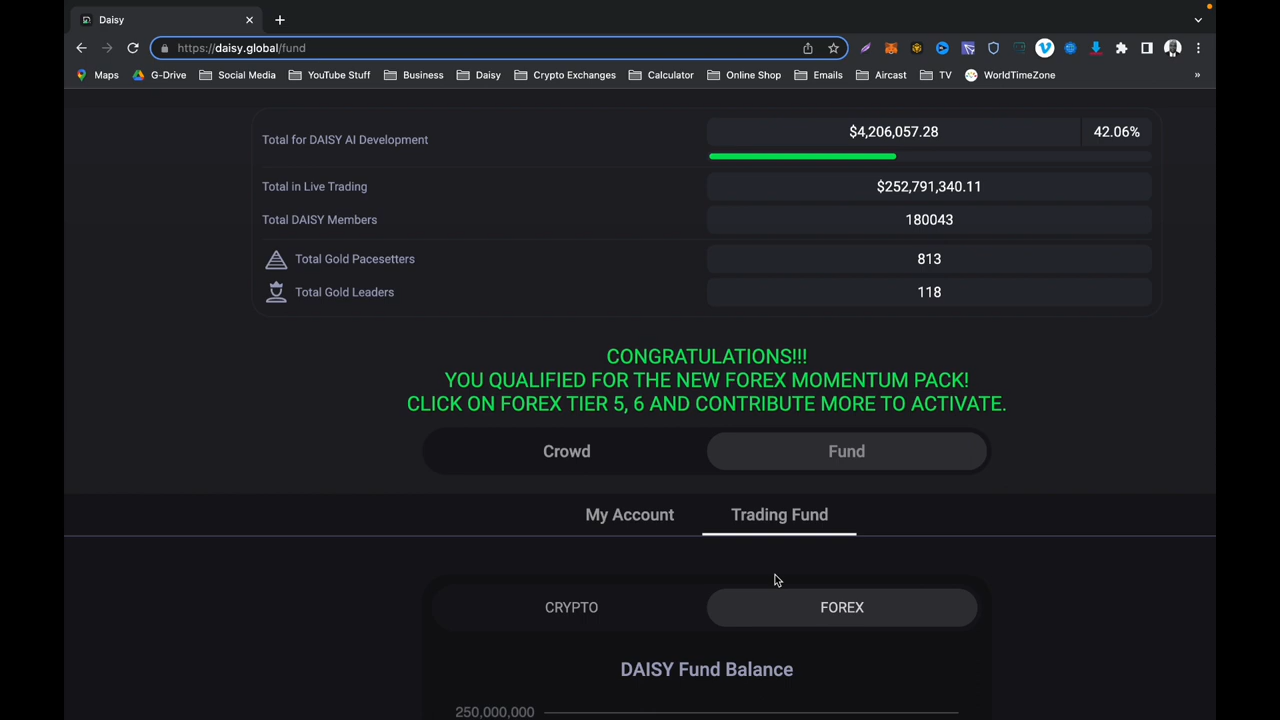 Daisy
https://daisy.global/fund
Maps
G-Drive
Social Media
YouTube Stuff
Business
Daisy
Crypto Exchanges
Calculator
Online Shop
Emails
Aircast
TV
WorldTimeZone
»
Total for DAISY AI Development
$4,206,057.28
42.06%
Total in Live Trading
$252,791,340.11
Total DAISY Members
180043
Total Gold Pacesetters
813
Total Gold Leaders
118
CONGRATULATIONS!!!
YOU QUALIFIED FOR THE NEW FOREX MOMENTUM PACK!
CLICK ON FOREX TIER 5, 6 AND CONTRIBUTE MORE TO ACTIVATE.
Crowd
Fund
My Account
Trading Fund
CRYPTO
FOREX
DAISY Fund Balance
250,000,000